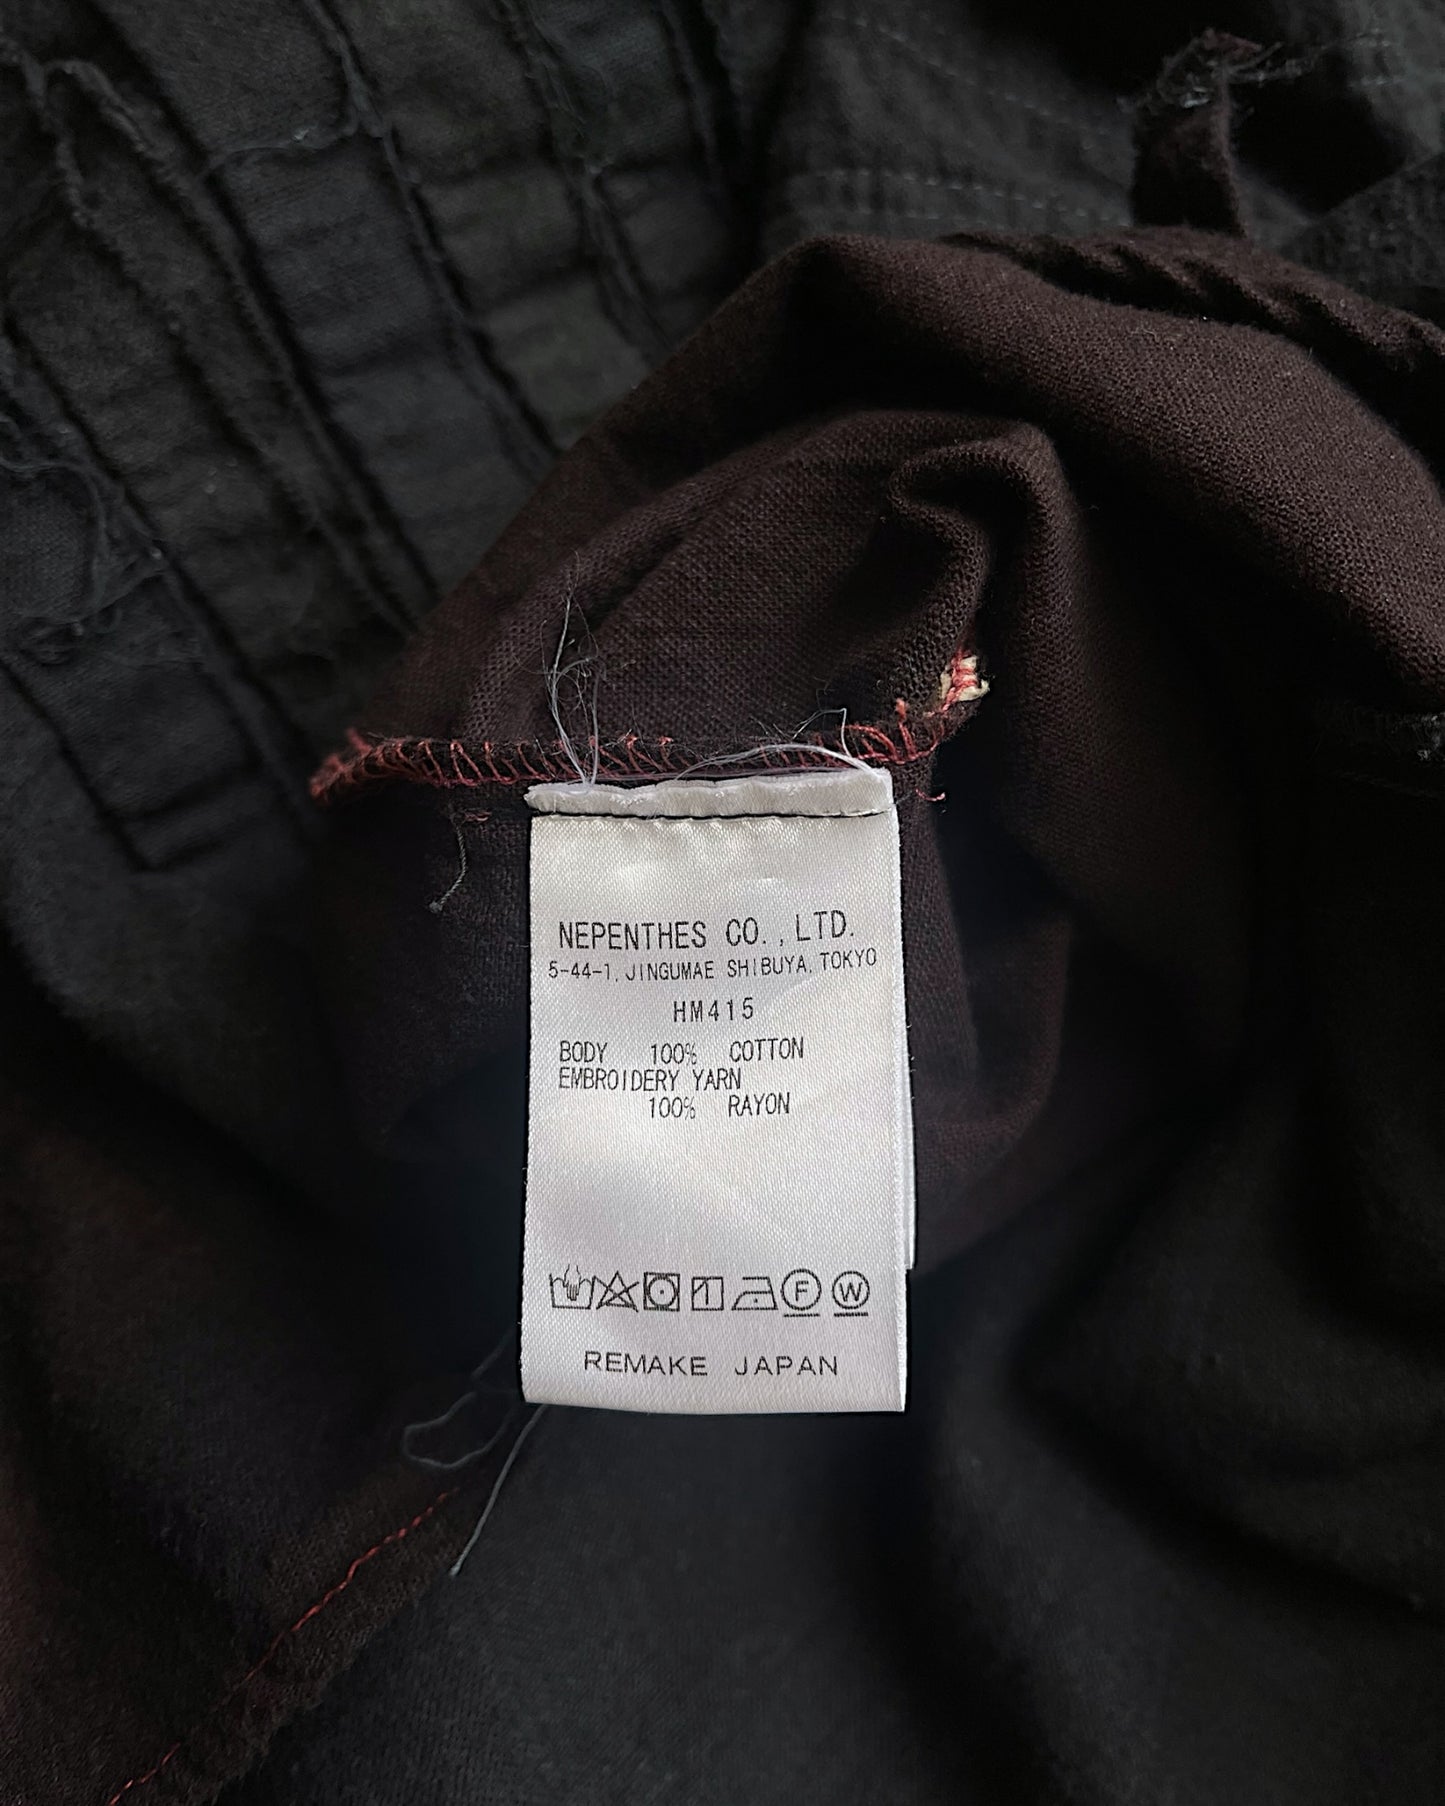 NEPENTHES CO.,LTD.
5-44-1, JINGUMAE SHIBUYA, TOKYO
HM415
BODY 100% COTTON
EMBROIDERY YARN
100% RAYON
F W
REMAKE JAPAN